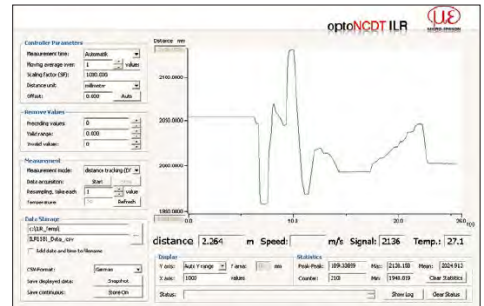 optoNCDT ILR
MICRO-EPSILON
Controller Parameters
Measurement time: Automatik
Moving average over: 1 values
Scaling factor (SF): 1000.000
Distance unit: millimeter
Offset: 0.000 Auto
Remove Values
Preceding values: 0
Valid range: 0.000
Invalid values: 0
Measurement
Measurement mode: distance tracking (DT
Data acquisition: Start
Resampling, take each 1 value
Temperature: Refresh
Data Storage
c:\ILR_Temp\
ILR1181_Data_.csv
Add date and time to filename
CSV-Format: German
Save displayed data: Snapshot
Save continuous: Store On
Distance mm
2100.0000
2050.0000
2000.0000
0.0 10.0 20.0
distance 2.264 m Speed: m/s Signal: 2136 Temp.: 27.1
Display
Y axis: Auto Y range
X axis: 1000 values
Statistics
Peak-Peak: Max: Mean:
Counter: Min: Clear Statistics
Status: Show Log Clear Status